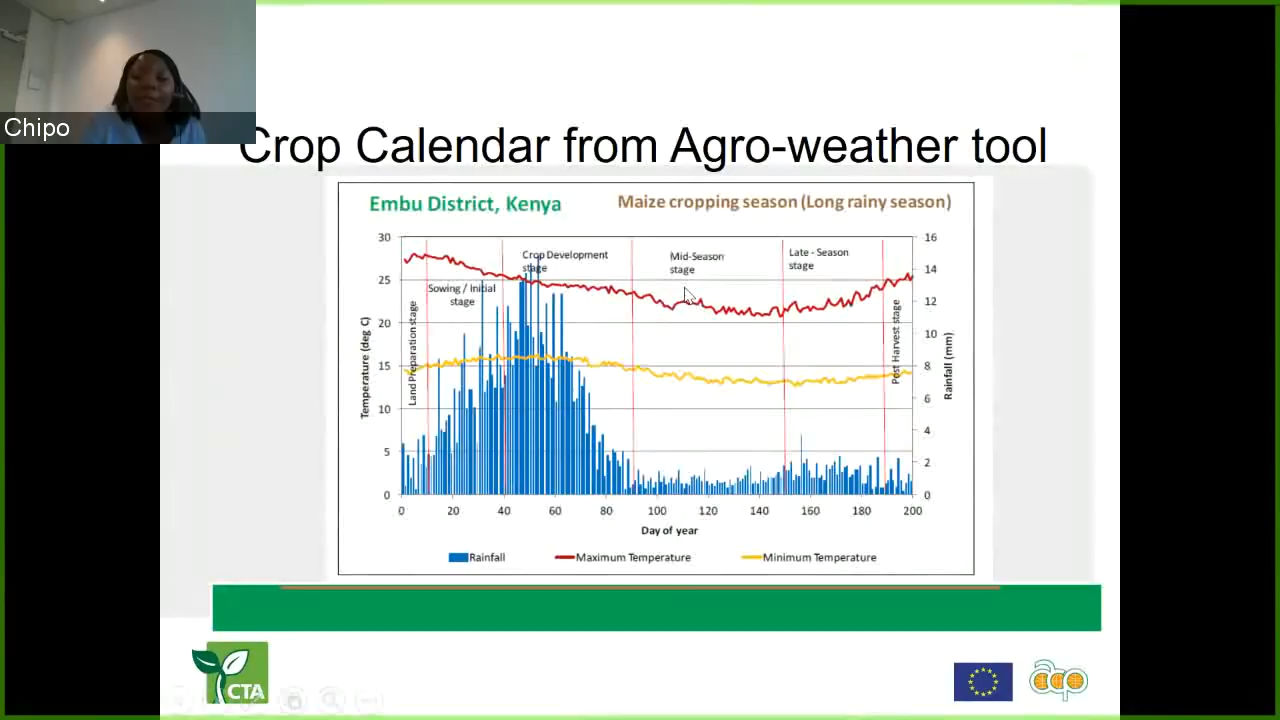 Chipo
Crop Calendar from Agro-weather tool
Embu District, Kenya
Maize cropping season (Long rainy season)
30
25
20
15
10
5
0
Temperature (deg C)
16
14
12
10
8
6
4
2
0
Rainfall (mm)
Land Preparation stage
Sowing / Initial
stage
Crop Development
stage
Mid-Season
stage
Late - Season
stage
Post Harvest stage
0 20 40 60 80 100 120 140 160 180 200
Day of year
Rainfall
Maximum Temperature
Minimum Temperature
CTA
acp